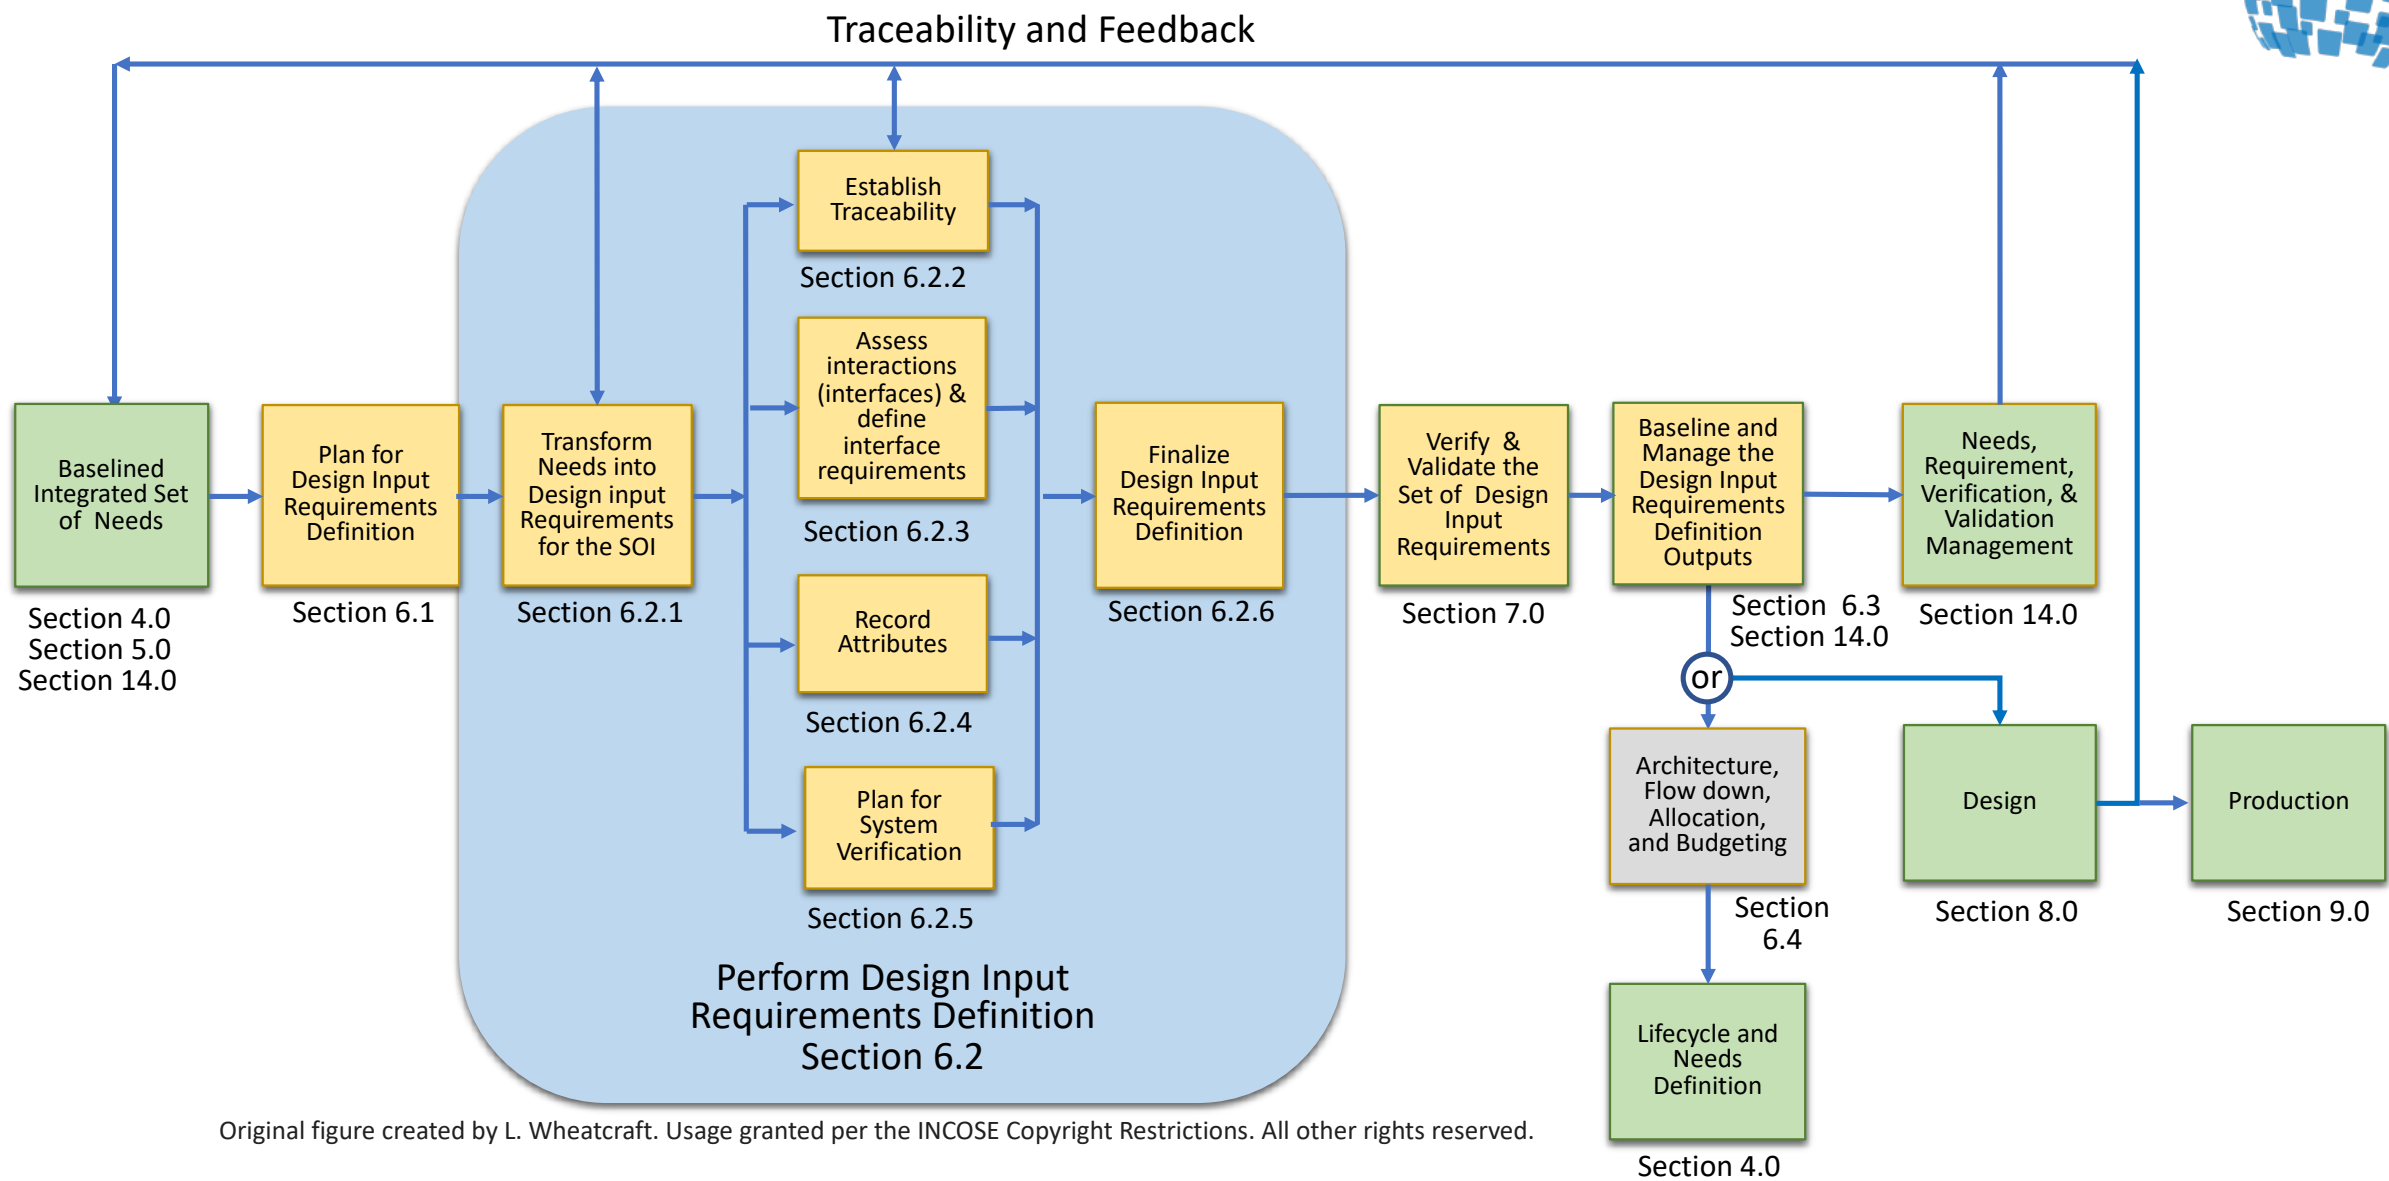 Traceability and Feedback
Baselined
Integrated Set
of Needs
Section 4.0
Section 5.0
Section 14.0
Plan for
Design Input
Requirements
Definition
Section 6.1
Transform
Needs into
Design input
Requirements
for the SOI
Section 6.2.1
Establish
Traceability
Section 6.2.2
Assess
interactions
(interfaces) &
define
interface
requirements
Section 6.2.3
Record
Attributes
Section 6.2.4
Plan for
System
Verification
Section 6.2.5
Perform Design Input
Requirements Definition
Section 6.2
Finalize
Design Input
Requirements
Definition
Section 6.2.6
Verify & 
Validate the
Set of Design
Input
Requirements
Section 7.0
Baseline and
Manage the
Design Input
Requirements
Definition
Outputs
Section 6.3
Section 14.0
Needs,
Requirement,
Verification, &
Validation
Management
Section 14.0
or
Architecture,
Flow down,
Allocation,
and Budgeting
Section
6.4
Design
Section 8.0
Production
Section 9.0
Lifecycle and
Needs
Definition
Section 4.0
Original figure created by L. Wheatcraft. Usage granted per the INCOSE Copyright Restrictions. All other rights reserved.